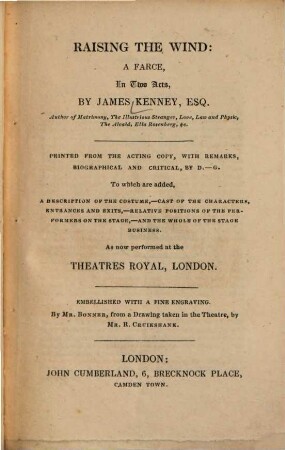 RAISING THE WIND:
A FARCE,
In Two Acts,
BY JAMES KENNEY, ESQ.
Author of Matrimony, The Illustrious Stranger, Love, Law and Physic,
The Alcaid, Ella Rosenberg, &c.
PRINTED FROM THE ACTING COPY, WITH REMARKS,
BIOGRAPHICAL AND CRITICAL, BY D.—G.
To which are added,
A DESCRIPTION OF THE COSTUME,—CAST OF THE CHARACTERS,
ENTRANCES AND EXITS,—RELATIVE POSITIONS OF THE PER-
FORMERS ON THE STAGE,—AND THE WHOLE OF THE STAGE
BUSINESS.
As now performed at the
THEATRES ROYAL, LONDON.
EMBELLISHED WITH A FINE ENGRAVING.
By MR. BONNER, from a Drawing taken in the Theatre, by
MR. R. CRUIKSHANK.
LONDON:
JOHN CUMBERLAND, 6, BRECKNOCK PLACE,
CAMDEN TOWN.